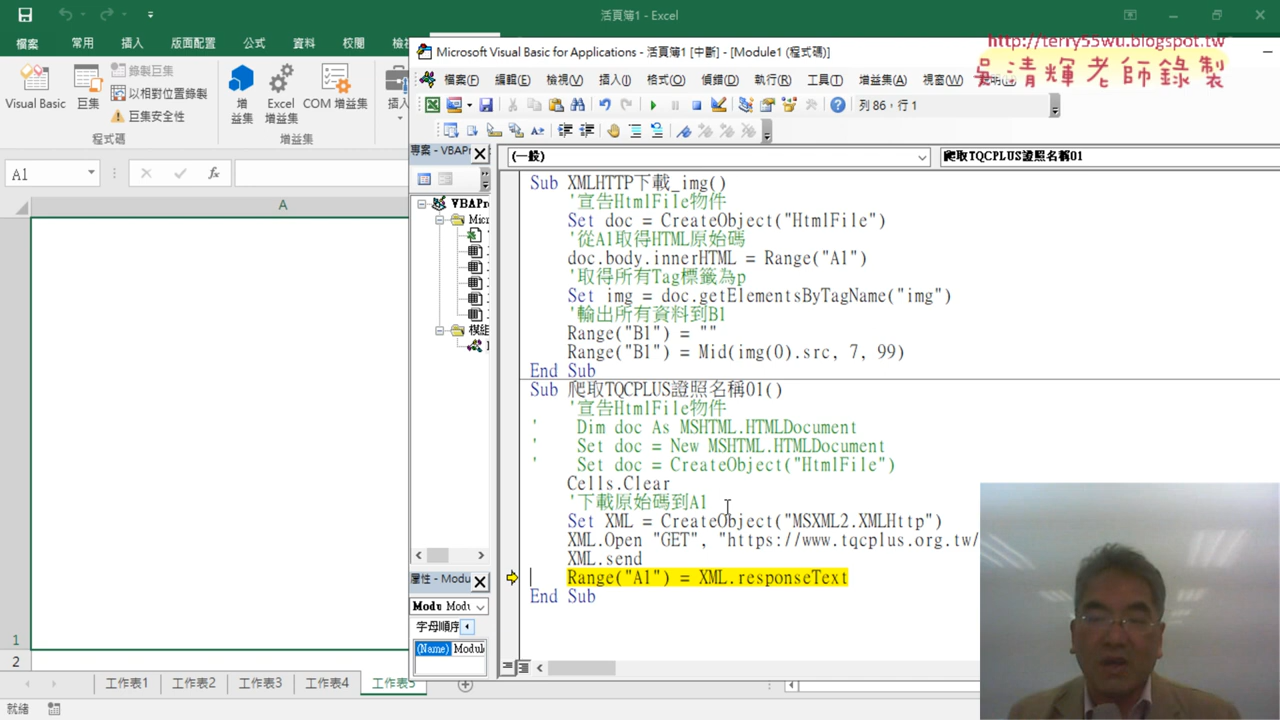 活頁簿1 - Excel
檔案 常用 插入 版面配置 公式 資料 校閱
Visual Basic
巨集
錄製巨集
以相對位置錄製
巨集安全性
程式碼
增益集
Excel 增益集
COM 增益集
增益集
A1
fx
A
1
2
工作表1 工作表2 工作表3 工作表4 工作表5
就緒
Microsoft Visual Basic for Applications - 活頁簿1 [中斷] - [Module1 (程式碼)]
http://terry55wu.blogspot.tw
吳清輝老師錄製
檔案(F) 編輯(E) 檢視(V) 插入(I) 格式(O) 偵錯(D) 執行(R) 工具(T) 增益集(A) 視窗(W)
列 86，行 1
專案 - VBAPr
VBAPro
Micr
模組
屬性 - Modu
Modu Modu
字母順序
(Name) Modul
(一般)
爬取TQCPLUS證照名稱01
Sub XMLHTTP下載_img()
'宣告HtmlFile物件
Set doc = CreateObject("HtmlFile")
'從A1取得HTML原始碼
doc.body.innerHTML = Range("A1")
'取得所有Tag標籤為p
Set img = doc.getElementsByTagName("img")
'輸出所有資料到B1
Range("B1") = ""
Range("B1") = Mid(img(0).src, 7, 99)
End Sub
Sub 爬取TQCPLUS證照名稱01()
'宣告HtmlFile物件
' Dim doc As MSHTML.HTMLDocument
' Set doc = New MSHTML.HTMLDocument
' Set doc = CreateObject("HtmlFile")
Cells.Clear
'下載原始碼到A1
Set XML = CreateObject("MSXML2.XMLHttp")
XML.Open "GET", "https://www.tqcplus.org.tw/
XML.send
Range("A1") = XML.responseText
End Sub